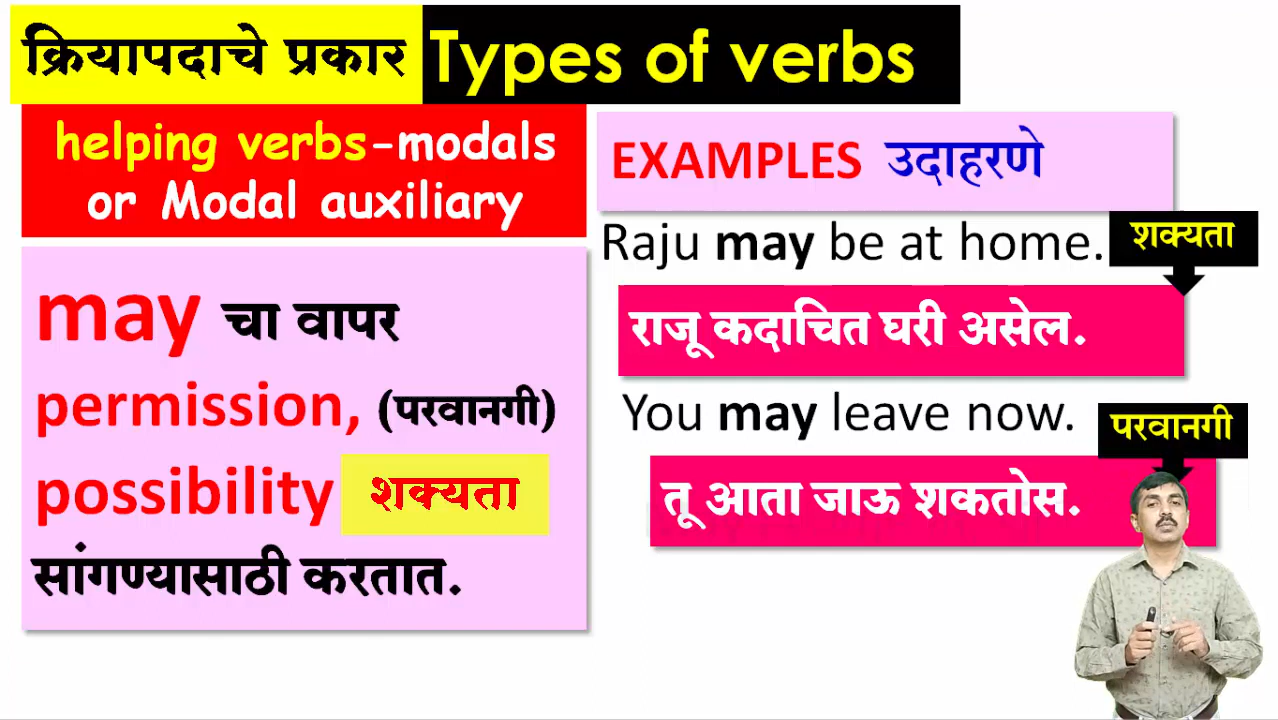 क्रियापदाचे प्रकार Types of verbs
helping verbs-modals
or Modal auxiliary
may चा वापर
permission, (परवानगी)
possibility शक्यता
सांगण्यासाठी करतात.
EXAMPLES उदाहरणे
Raju may be at home. शक्यता
राजू कदाचित घरी असेल.
You may leave now. परवानगी
तू आता जाऊ शकतोस.